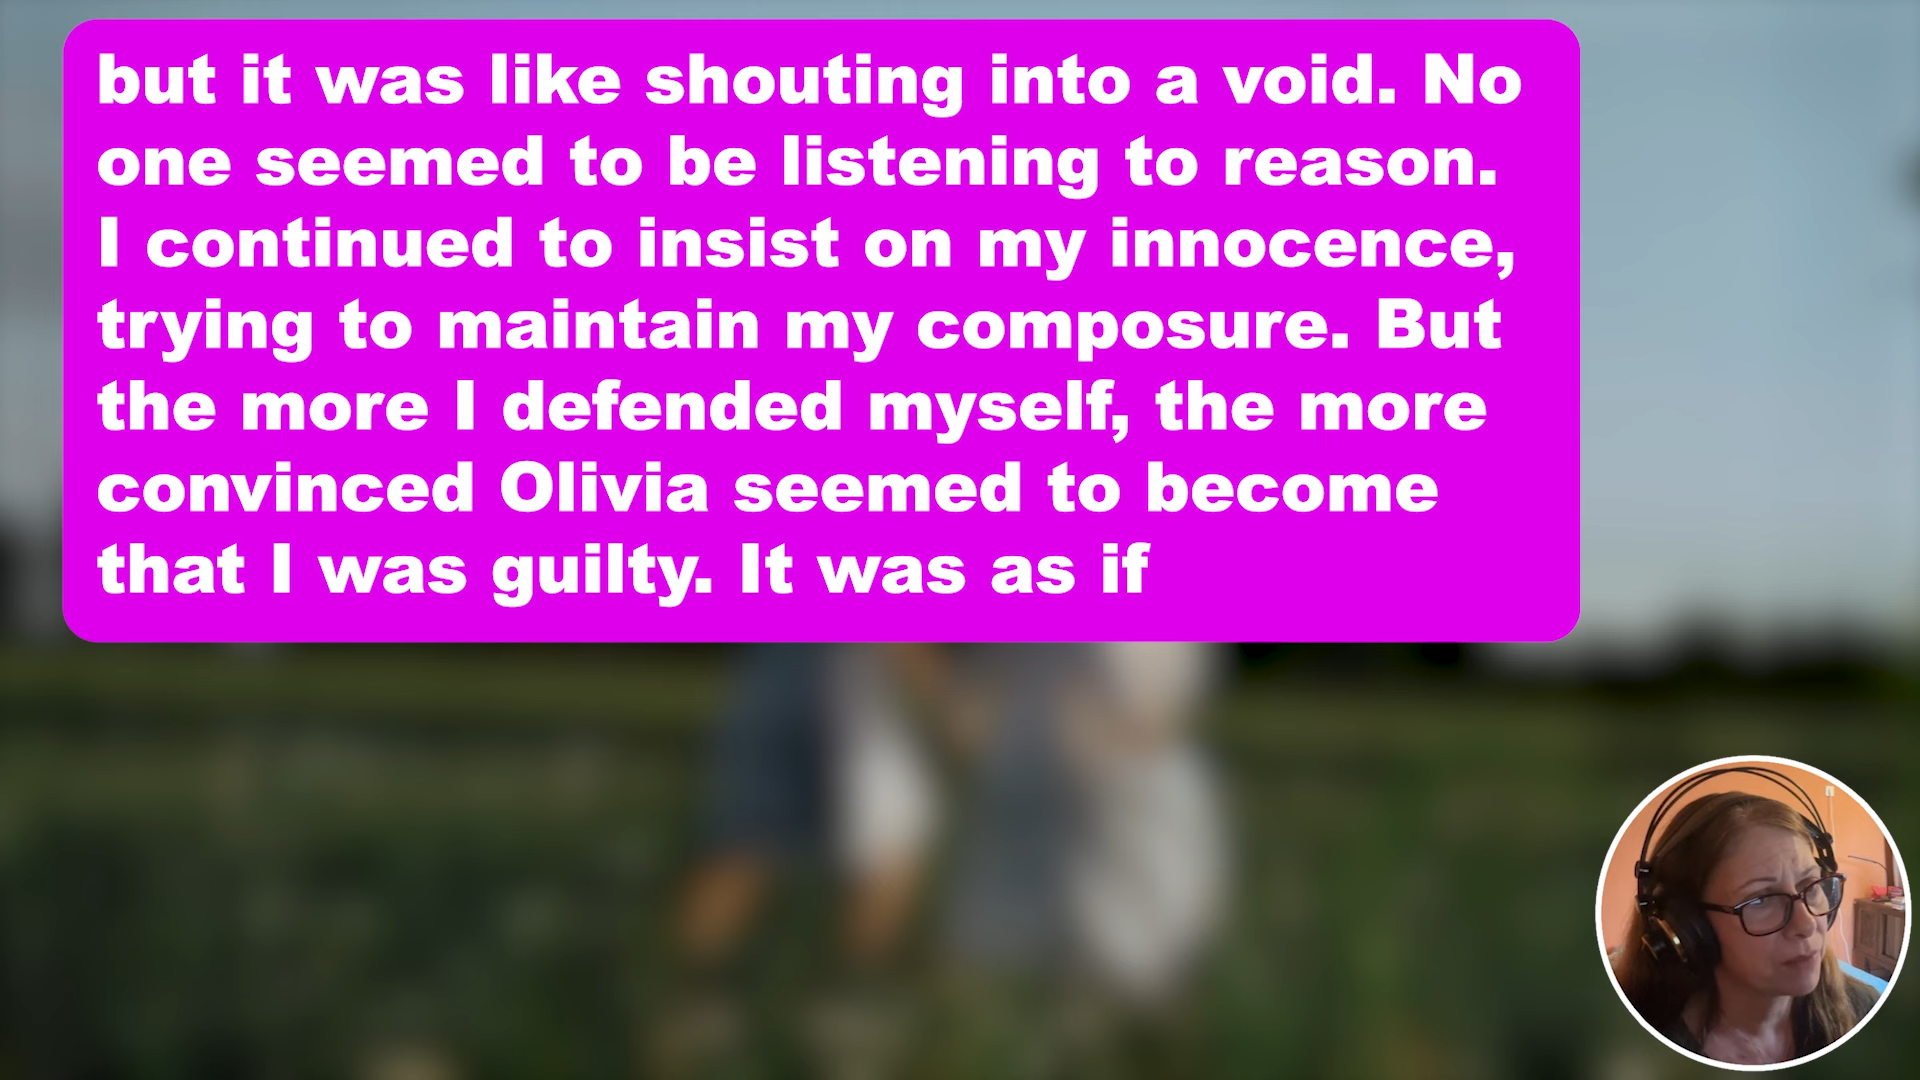 but it was like shouting into a void. No
one seemed to be listening to reason.
I continued to insist on my innocence,
trying to maintain my composure. But
the more I defended myself, the more
convinced Olivia seemed to become
that I was guilty. It was as if